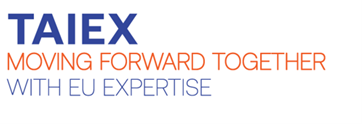 TAIEX
MOVING FORWARD TOGETHER
WITH EU EXPERTISE